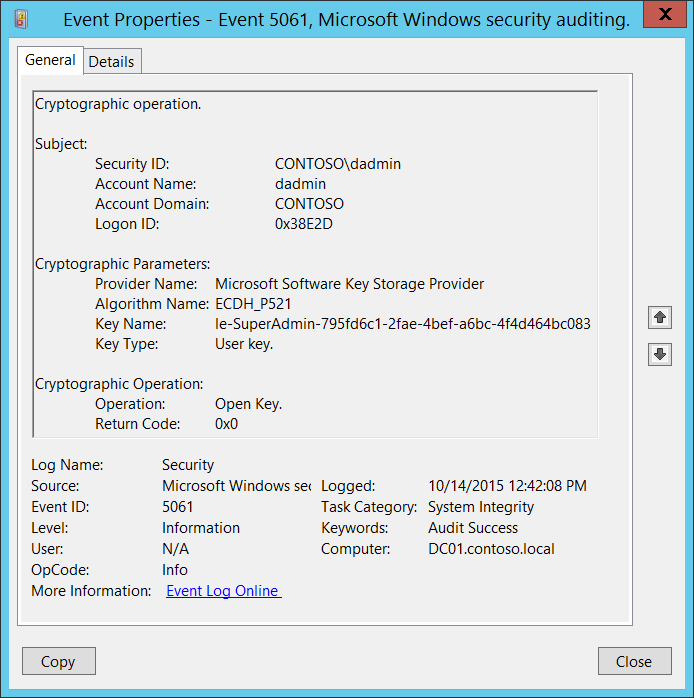 Event Properties - Event 5061, Microsoft Windows security auditing.
General Details
Cryptographic operation.
Subject:
Security ID: CONTOSO\dadmin
Account Name: dadmin
Account Domain: CONTOSO
Logon ID: 0x38E2D
Cryptographic Parameters:
Provider Name: Microsoft Software Key Storage Provider
Algorithm Name: ECDH_P521
Key Name: le-SuperAdmin-795fd6c1-2fae-4bef-a6bc-4f4d464bc083
Key Type: User key.
Cryptographic Operation:
Operation: Open Key.
Return Code: 0x0
Log Name: Security
Source: Microsoft Windows sec Logged: 10/14/2015 12:42:08 PM
Event ID: 5061 Task Category: System Integrity
Level: Information Keywords: Audit Success
User: N/A Computer: DC01.contoso.local
OpCode: Info
More Information: Event Log Online
Copy Close